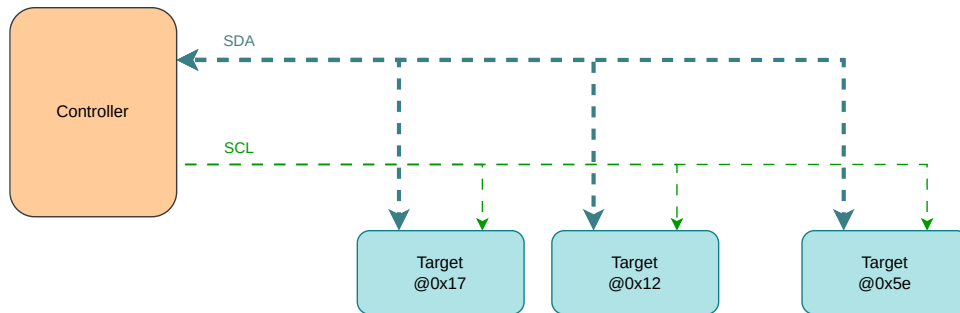 SDA
Controller
SCL
Target
@0x17
Target
@0x12
Target
@0x5e